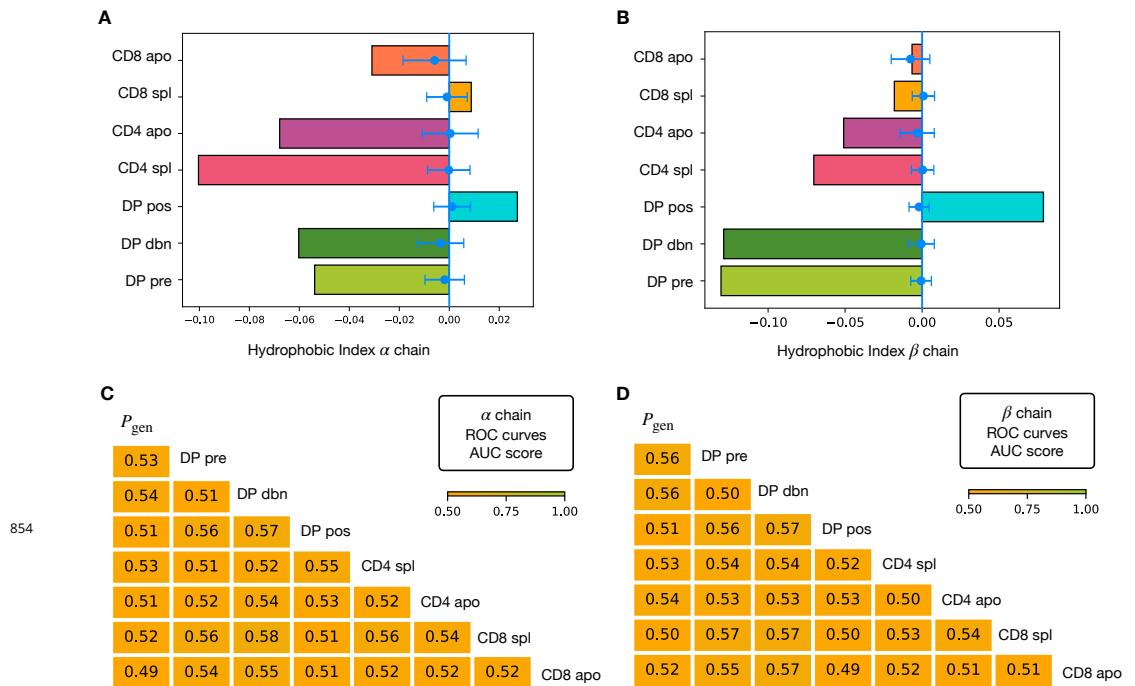 A
CD8 apo
CD8 spl
CD4 apo
CD4 spl
DP pos
DP dbn
DP pre
−0.10 −0.08 −0.06 −0.04 −0.02 0.00 0.02
Hydrophobic Index α chain
B
CD8 apo
CD8 spl
CD4 apo
CD4 spl
DP pos
DP dbn
DP pre
−0.10 −0.05 0.00 0.05
Hydrophobic Index β chain
C
α chain
ROC curves
AUC score
0.50 0.75 1.00
Pgen
0.53 DP pre
0.54 0.51 DP dbn
0.51 0.56 0.57 DP pos
0.53 0.51 0.52 0.55 CD4 spl
0.51 0.52 0.54 0.53 0.52 CD4 apo
0.52 0.56 0.58 0.51 0.56 0.54 CD8 spl
0.49 0.54 0.55 0.51 0.52 0.52 0.52 CD8 apo
D
β chain
ROC curves
AUC score
0.50 0.75 1.00
Pgen
0.56 DP pre
0.56 0.50 DP dbn
0.51 0.56 0.57 DP pos
0.53 0.54 0.54 0.52 CD4 spl
0.54 0.53 0.53 0.53 0.50 CD4 apo
0.50 0.57 0.57 0.50 0.53 0.54 CD8 spl
0.52 0.55 0.57 0.49 0.52 0.51 0.51 CD8 apo
854